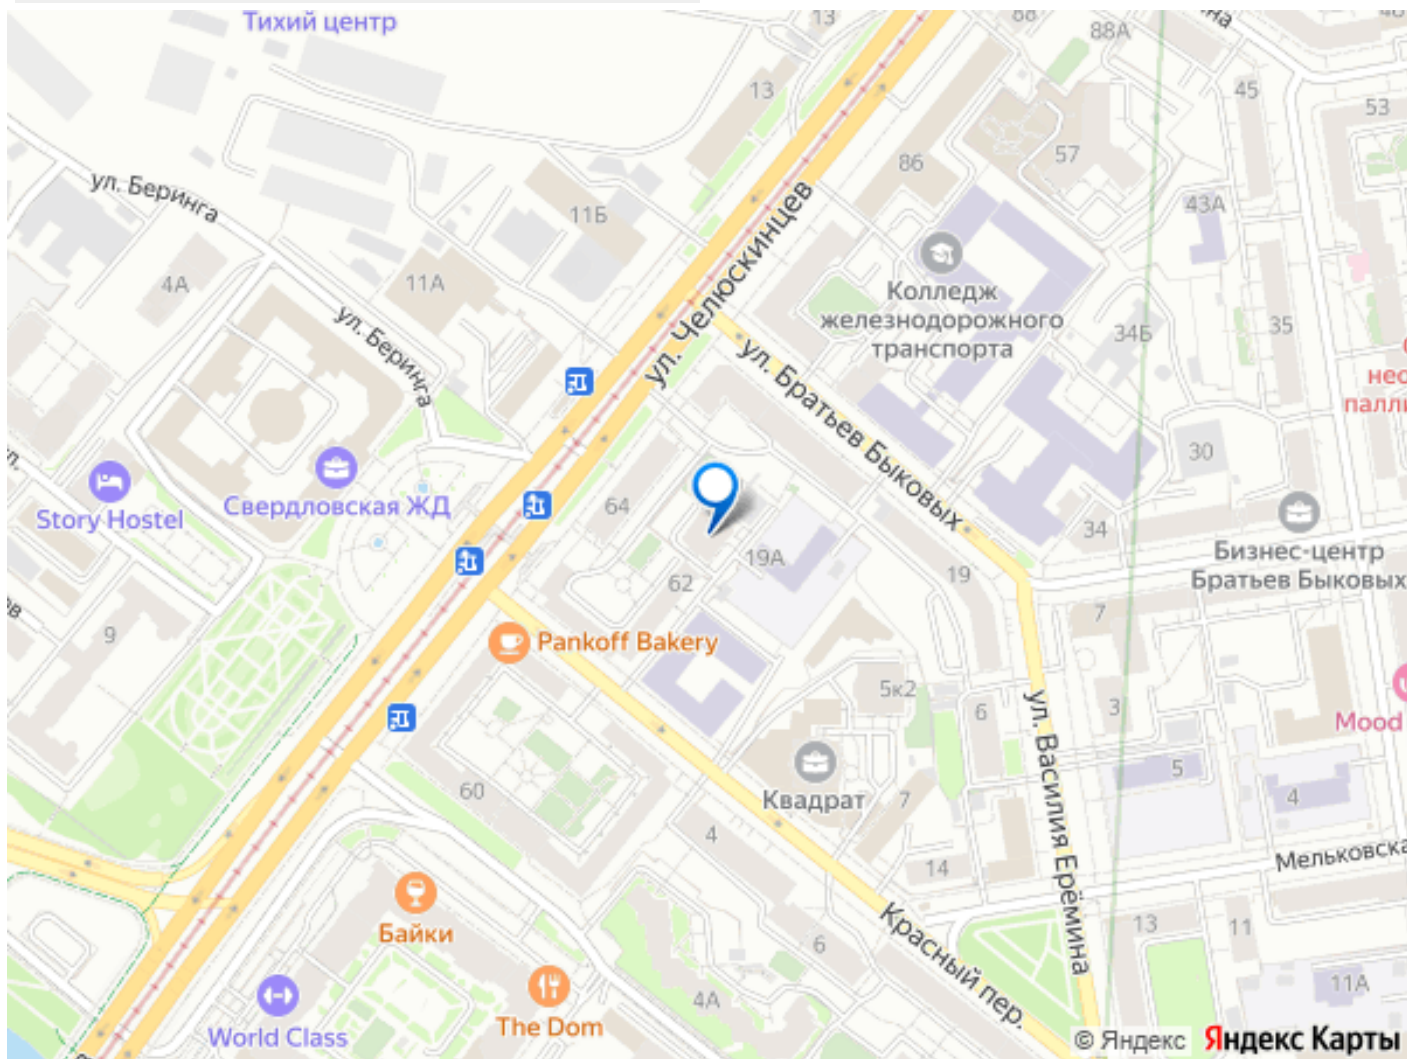 Тихий центр
13
88
88А
13
45
53
86
57
ул. Беринга
11Б
43А
4А
11А
ул. Челюскинцев
Колледж
железнодорожного
транспорта
34Б
35
ул. Беринга
ул. Братьев Быковых
30
Story Hostel
Свердловская ЖД
64
34
Бизнес-центр
Братьев Быковых
19А
62
19
7
9
Pankoff Bakery
5к2
6
3
Mood
ул. Василия Ерёмина
5
4
Квадрат
7
60
4
14
Мельковска
Байки
Красный пер.
13
11
6
World Class
The Dom
4А
11А
© Яндекс
Яндекс Карты